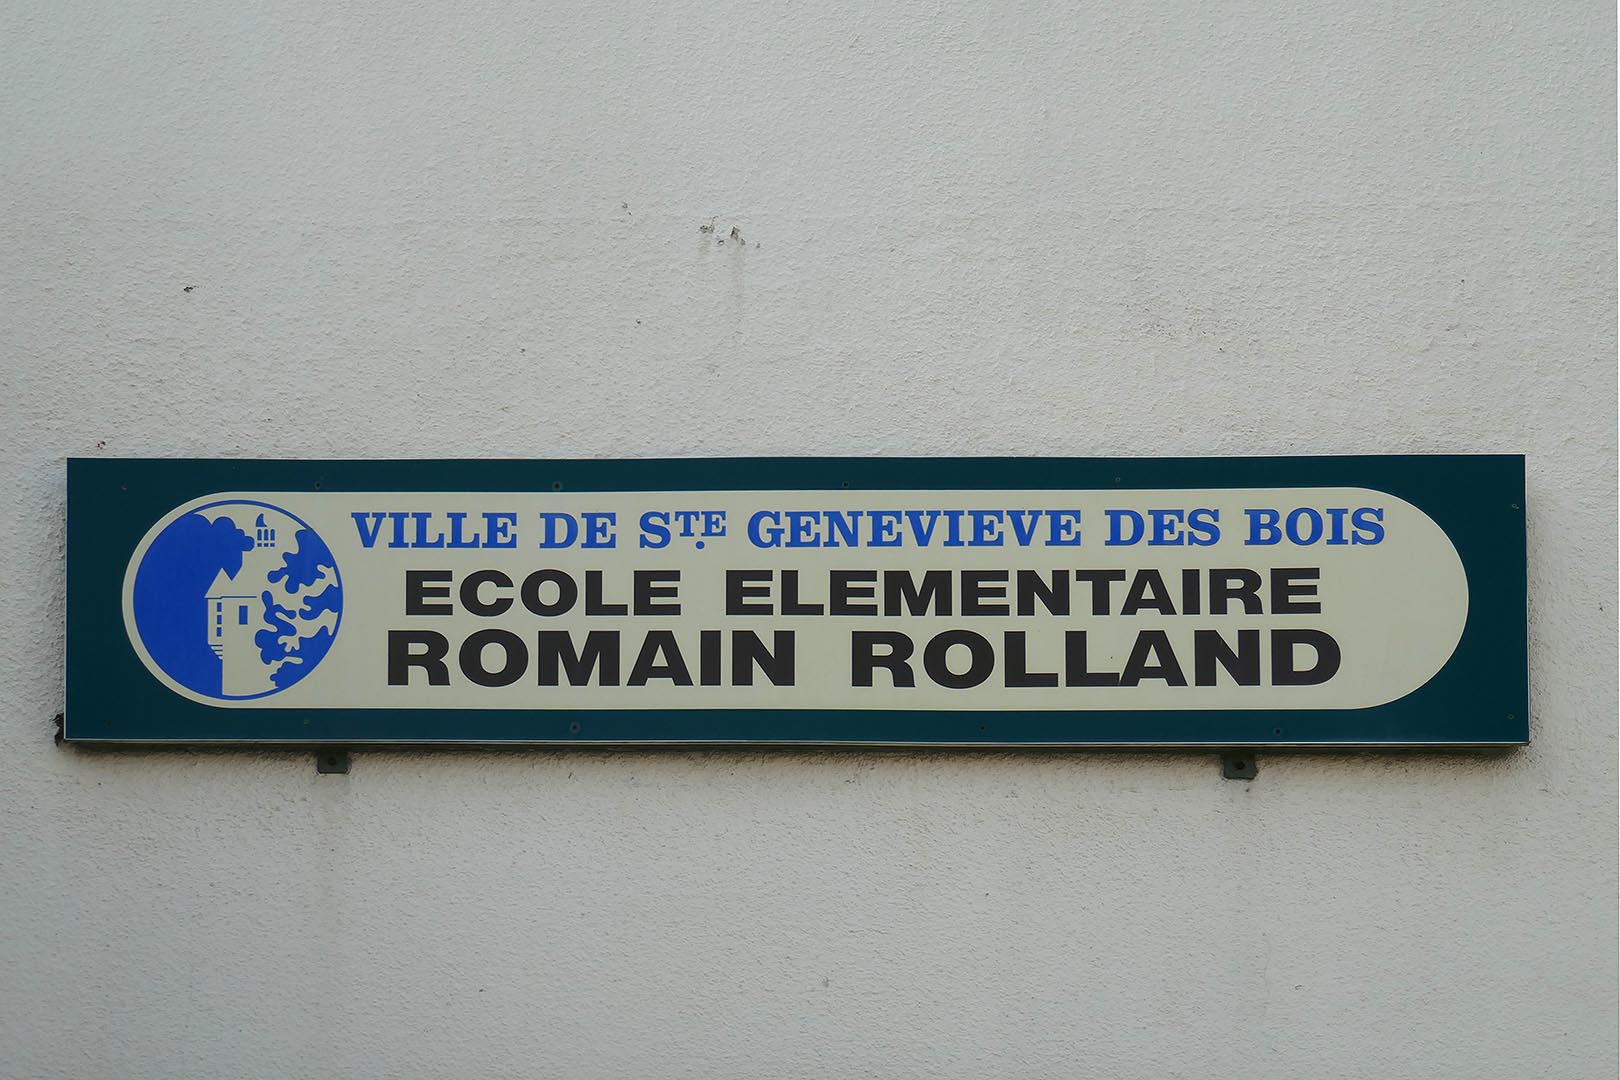 VILLE DE STE GENEVIEVE DES BOIS
ECOLE ELEMENTAIRE
ROMAIN ROLLAND